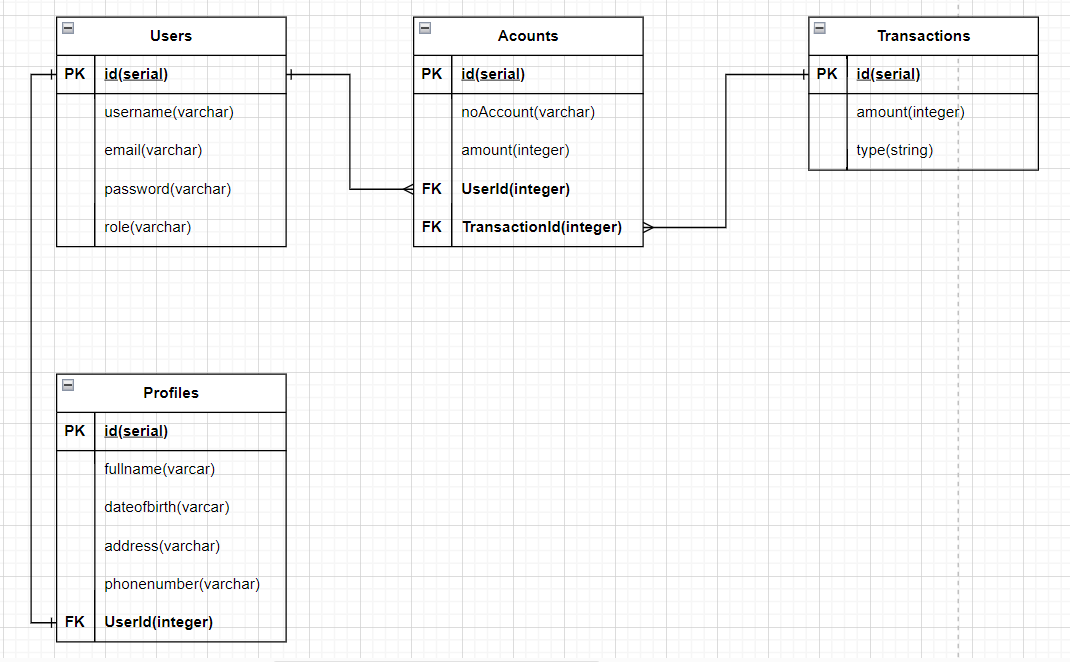 Users
PK id(serial)
username(varchar)
email(varchar)
password(varchar)
role(varchar)
Acounts
PK id(serial)
noAccount(varchar)
amount(integer)
FK UserId(integer)
FK TransactionId(integer)
Transactions
PK id(serial)
amount(integer)
type(string)
Profiles
PK id(serial)
fullname(varcar)
dateofbirth(varcar)
address(varchar)
phonenumber(varchar)
FK UserId(integer)